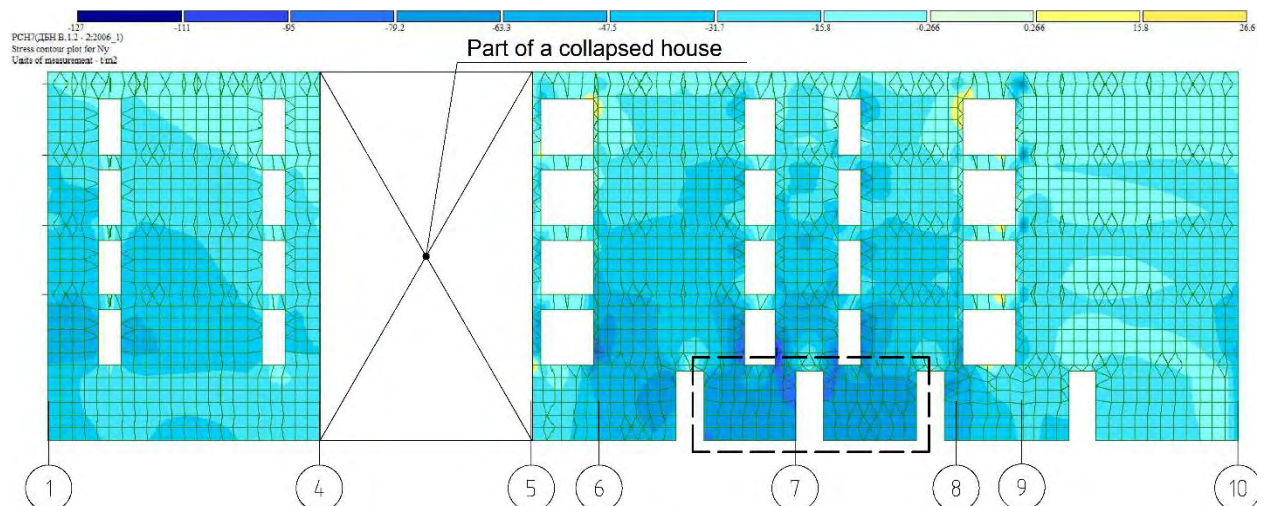 -127 -111 -95 -79.2 -63.3 -47.5 -31.7 -15.8 -0.266 0.266 15.8 26.6
РСН7(ДБН В.1.2 - 2:2006_1)
Stress contour plot for Ny
Units of measurement - t/m2
Part of a collapsed house
1 4 5 6 7 8 9 10